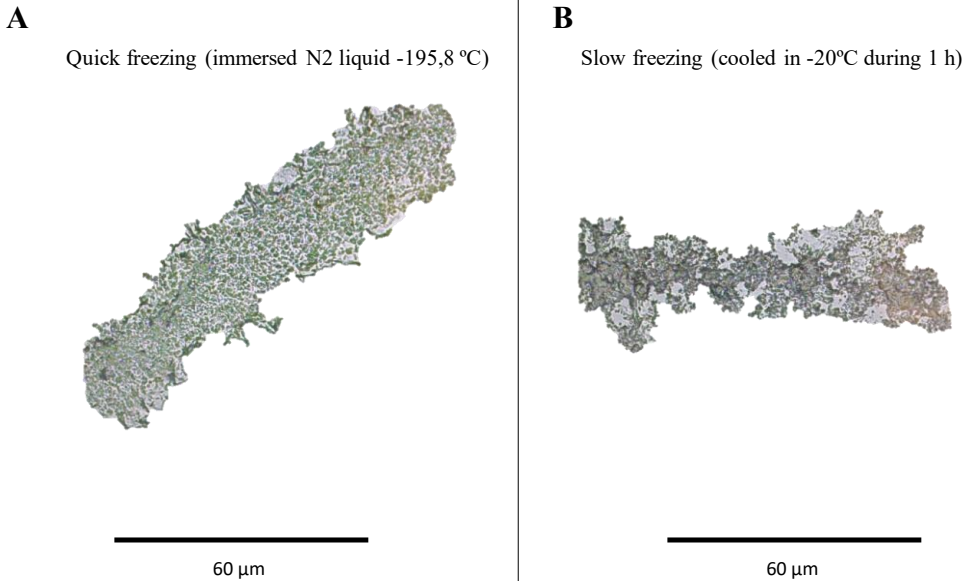 A
Quick freezing (immersed N2 liquid -195,8 ºC)
60 µm
B
Slow freezing (cooled in -20ºC during 1 h)
60 µm